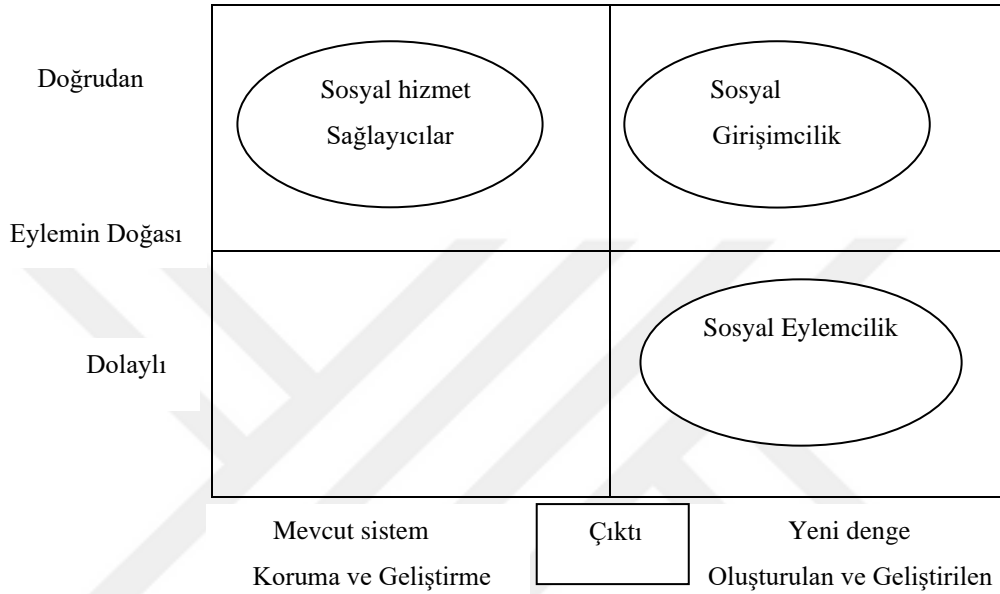 Doğrudan
Sosyal hizmet
Sağlayıcılar
Sosyal
Girişimcilik
Eylemin Doğası
Dolaylı
Sosyal Eylemcilik
Mevcut sistem
Koruma ve Geliştirme
Çıktı
Yeni denge
Oluşturulan ve Geliştirilen